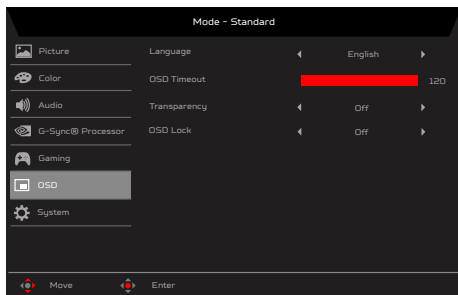 Mode - Standard
Picture
Language
English
Color
OSD Timeout
120
Audio
Transparency
Off
G-Sync® Processor
OSD Lock
Off
Gaming
OSD
System
Move
Enter